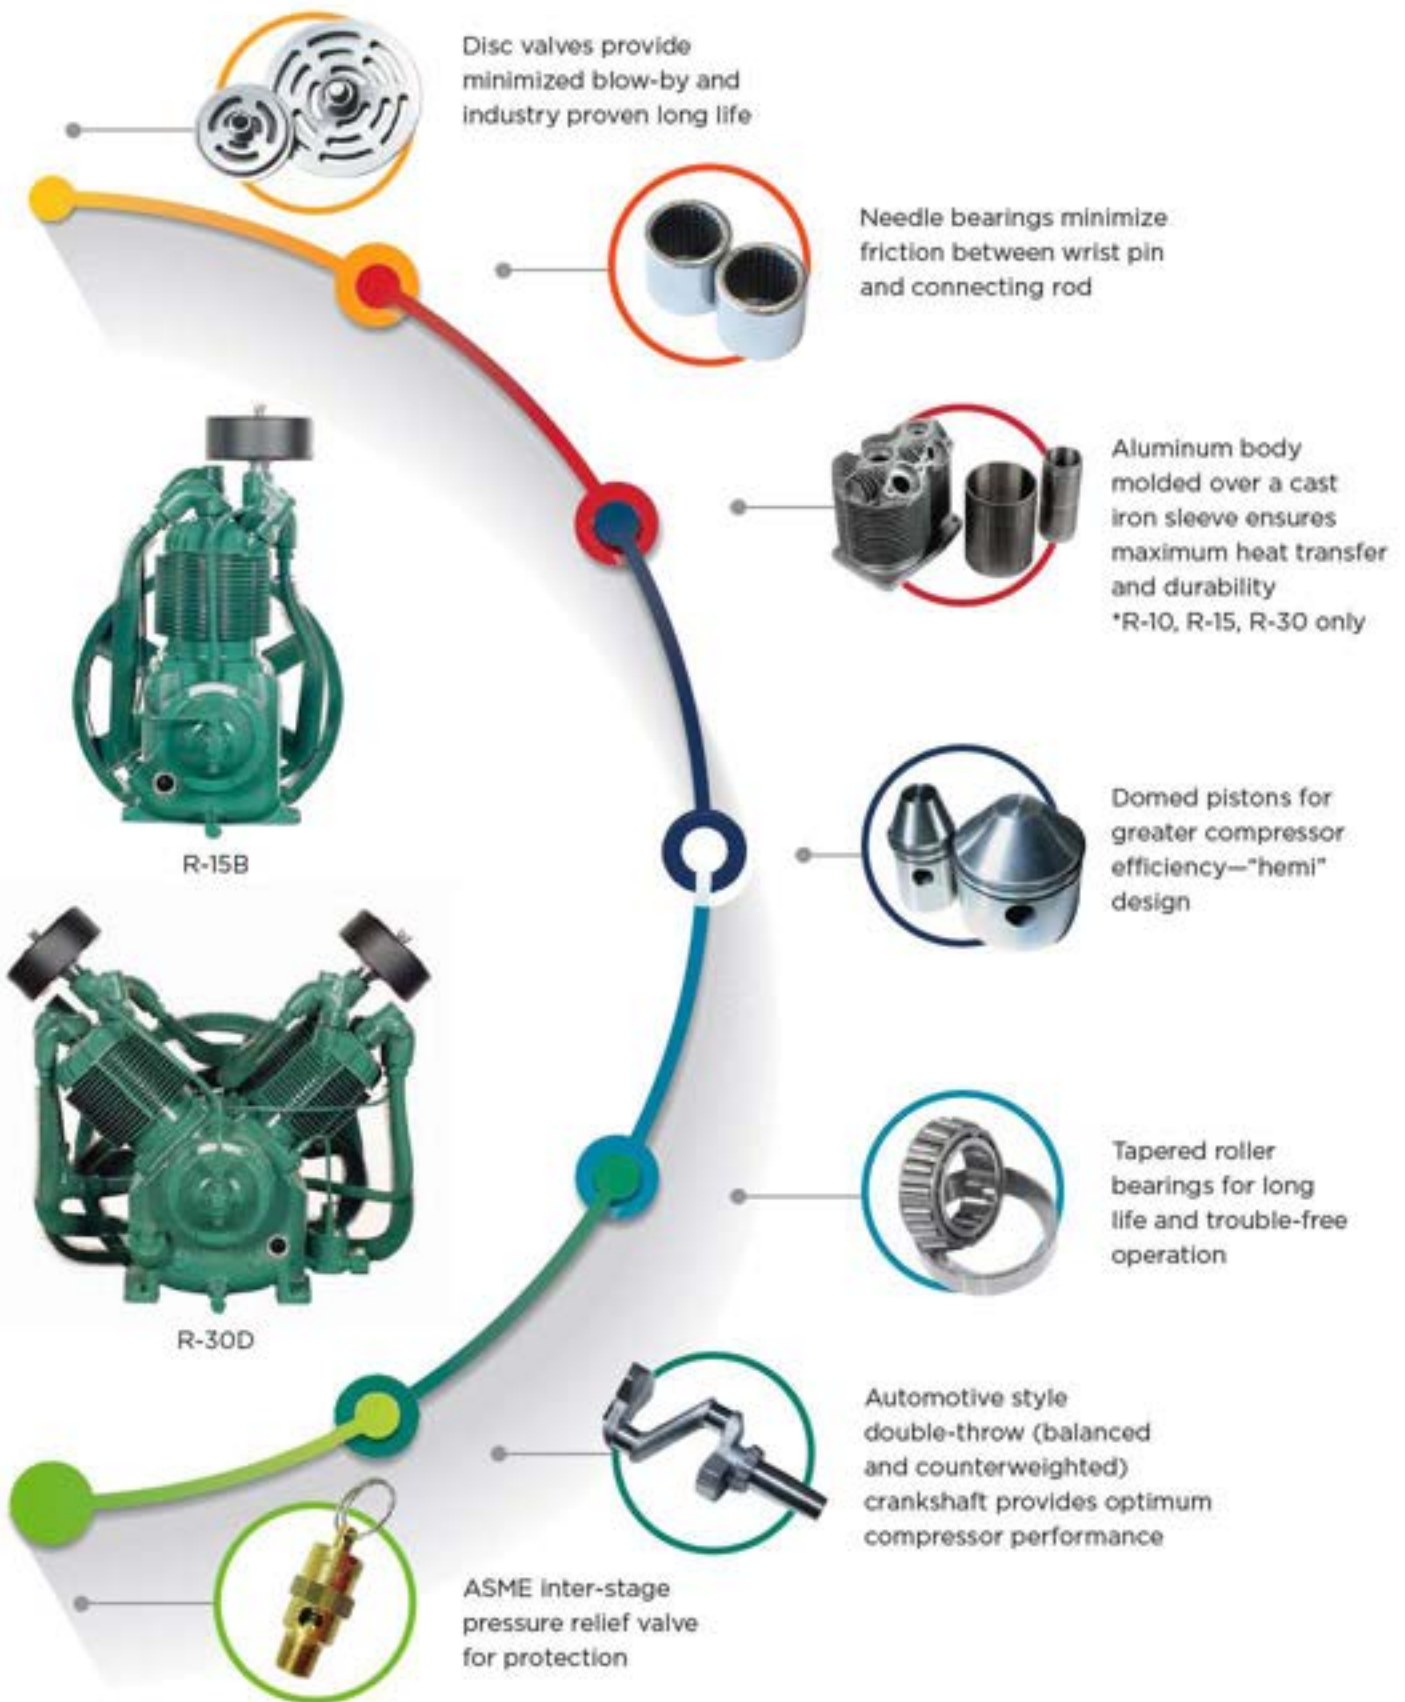 Disc valves provide
minimized blow-by and
industry proven long life
Needle bearings minimize
friction between wrist pin
and connecting rod
Aluminum body
molded over a cast
iron sleeve ensures
maximum heat transfer
and durability
*R-10, R-15, R-30 only
R-15B
Domed pistons for
greater compressor
efficiency—"hemi"
design
Tapered roller
bearings for long
life and trouble-free
operation
R-30D
Automotive style
double-throw (balanced
and counterweighted)
crankshaft provides optimum
compressor performance
ASME inter-stage
pressure relief valve
for protection